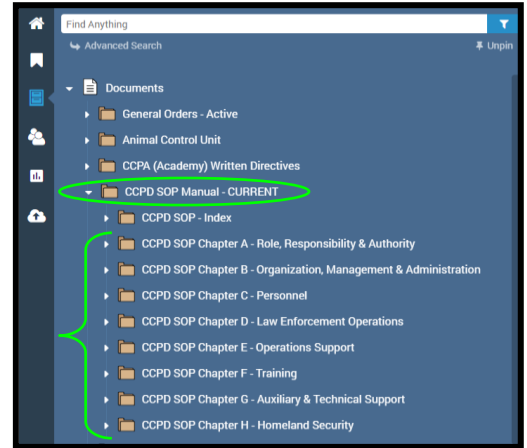 Find Anything
Advanced Search
Unpin
Documents
General Orders - Active
Animal Control Unit
CCPA (Academy) Written Directives
CCPD SOP Manual - CURRENT
CCPD SOP - Index
CCPD SOP Chapter A - Role, Responsibility & Authority
CCPD SOP Chapter B - Organization, Management & Administration
CCPD SOP Chapter C - Personnel
CCPD SOP Chapter D - Law Enforcement Operations
CCPD SOP Chapter E - Operations Support
CCPD SOP Chapter F - Training
CCPD SOP Chapter G - Auxiliary & Technical Support
CCPD SOP Chapter H - Homeland Security